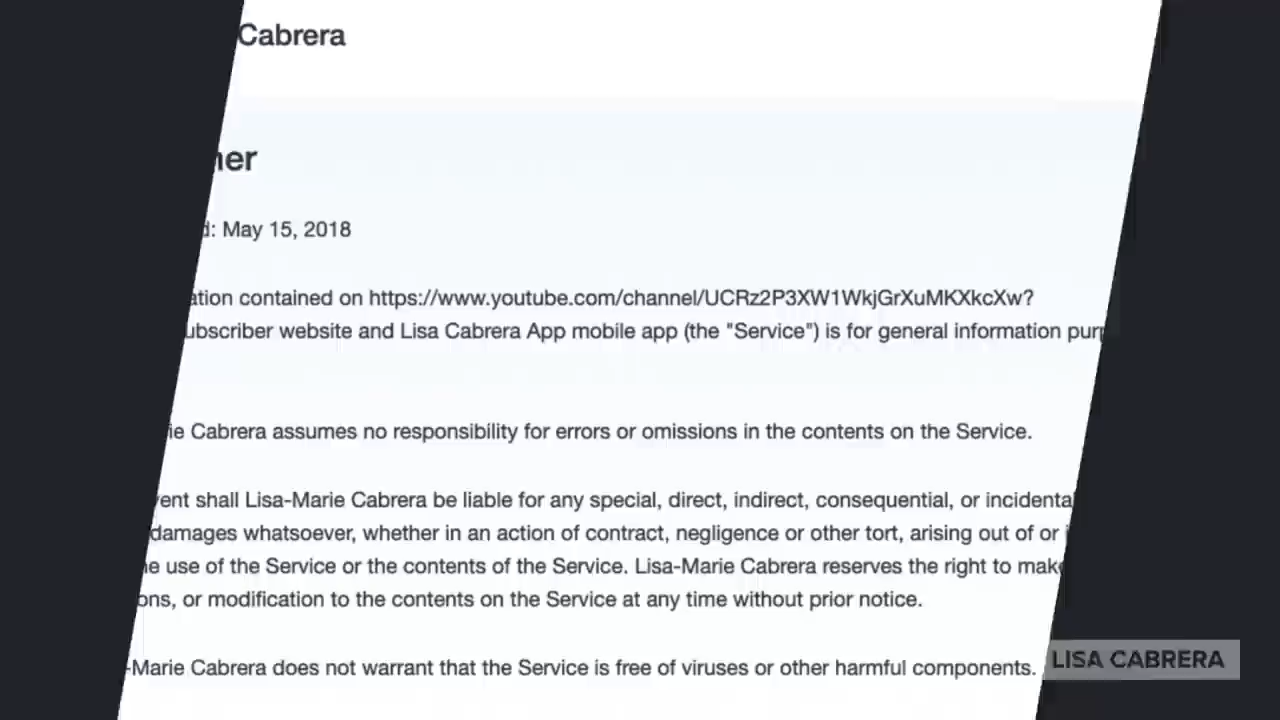 Cabrera
ner
d: May 15, 2018
ation contained on https://www.youtube.com/channel/UCRz2P3XW1WkjGrXuMKXkcXw?
ubscriber website and Lisa Cabrera App mobile app (the "Service") is for general information purp
ie Cabrera assumes no responsibility for errors or omissions in the contents on the Service.
vent shall Lisa-Marie Cabrera be liable for any special, direct, indirect, consequential, or incidental
damages whatsoever, whether in an action of contract, negligence or other tort, arising out of or i
e use of the Service or the contents of the Service. Lisa-Marie Cabrera reserves the right to make
ons, or modification to the contents on the Service at any time without prior notice.
-Marie Cabrera does not warrant that the Service is free of viruses or other harmful components.
LISA CABRERA